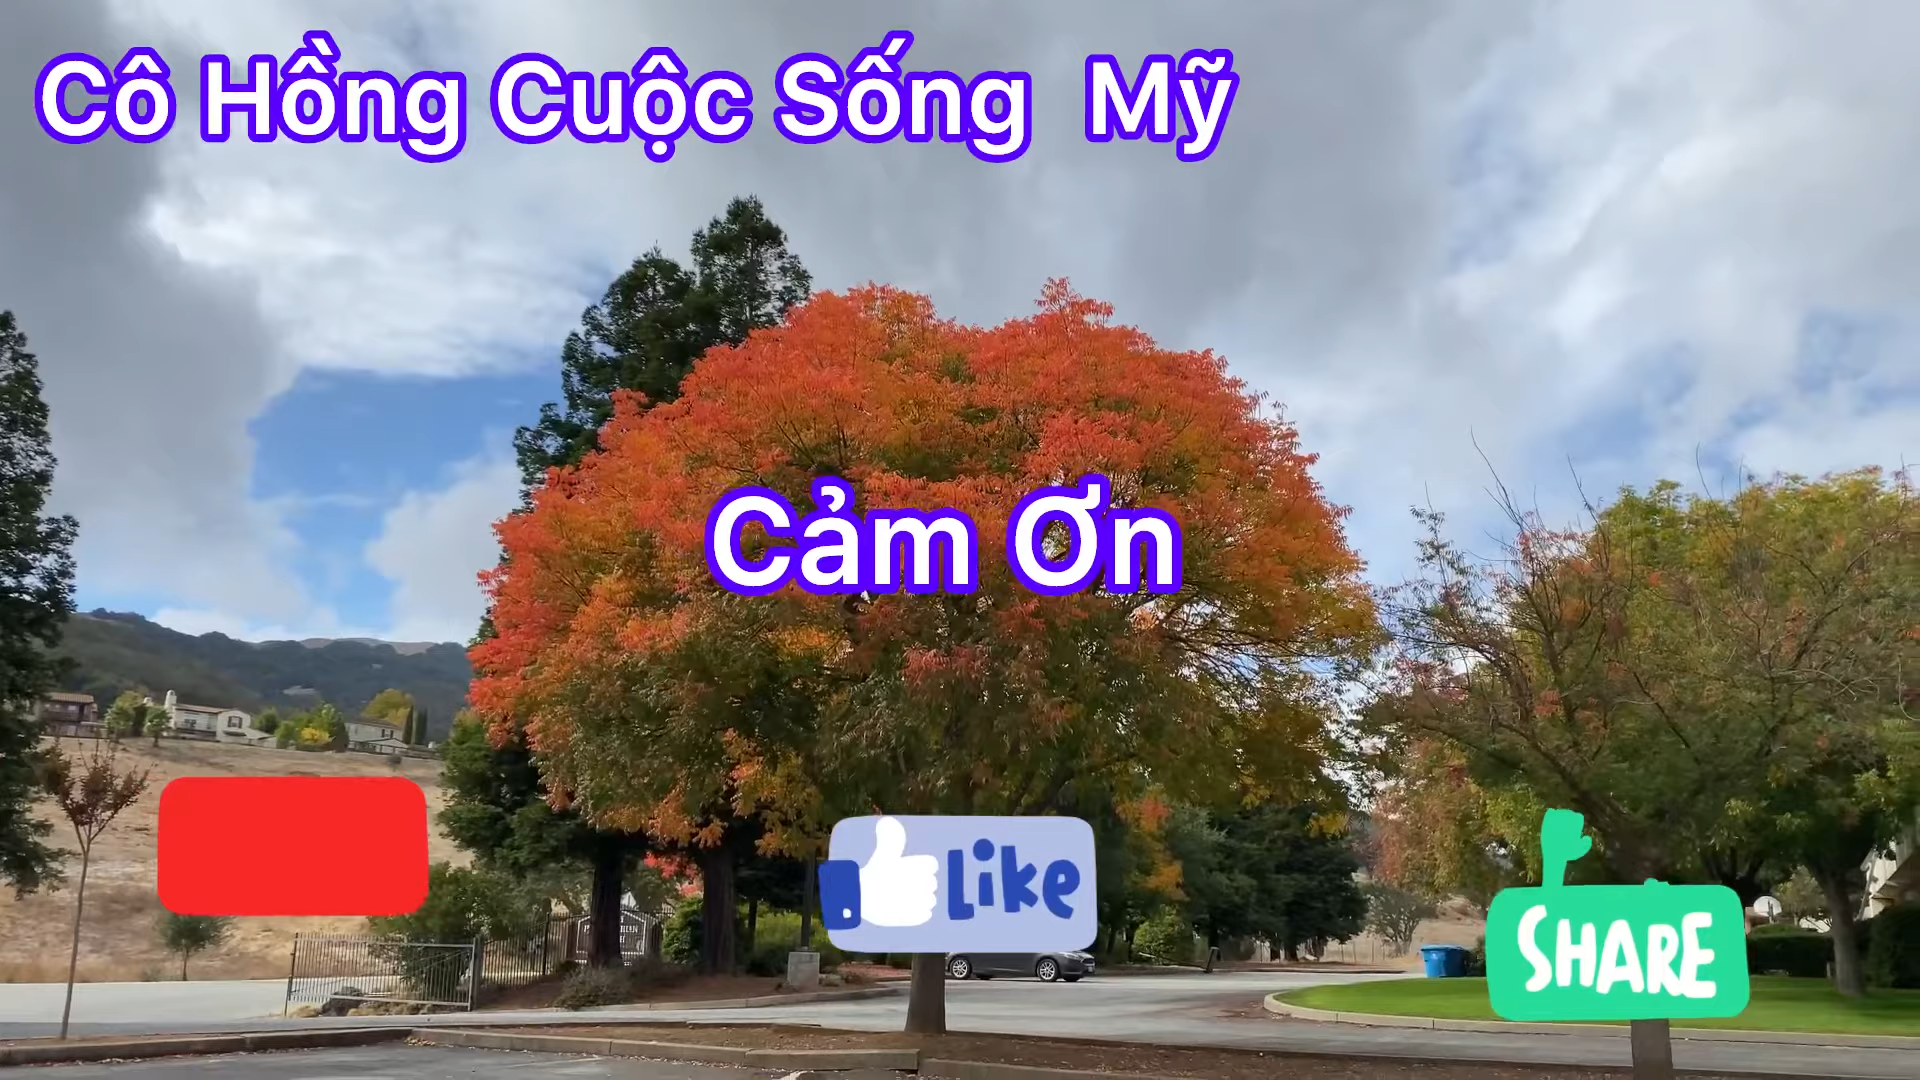 Cô Hồng Cuộc Sống Mỹ
Cảm Ơn
Like
SHARE